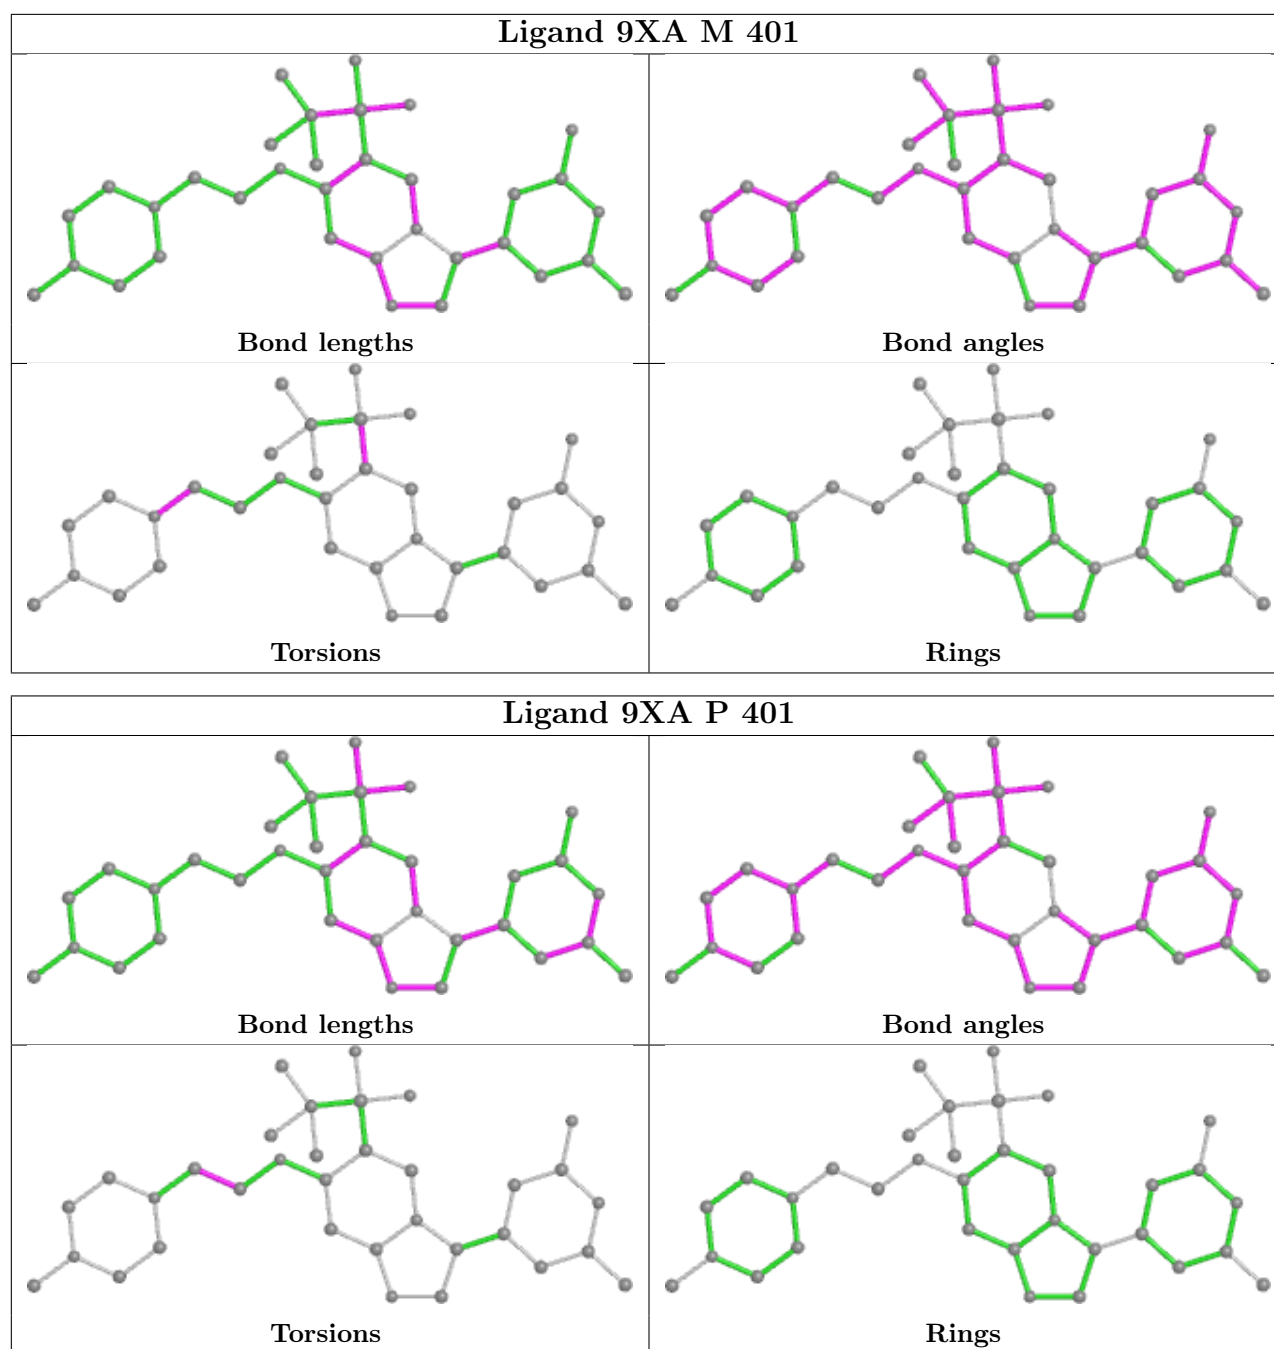 Ligand 9XA M 401
Bond lengths
Bond angles
Torsions
Rings
Ligand 9XA P 401
Bond lengths
Bond angles
Torsions
Rings